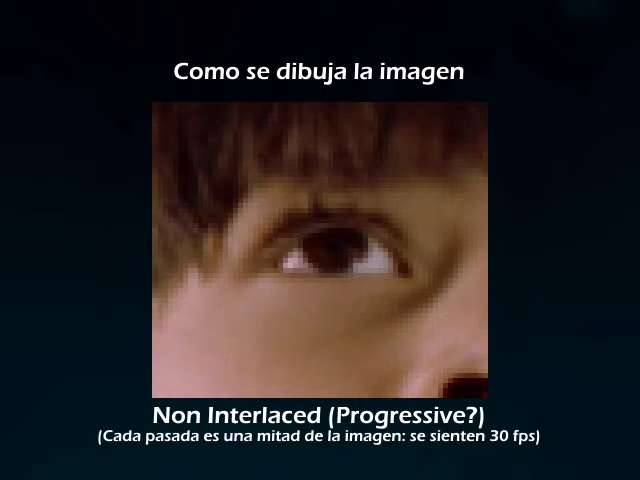 Como se dibuja la imagen
Non Interlaced (Progressive?)
(Cada pasada es una mitad de la imagen: se sienten 30 fps)